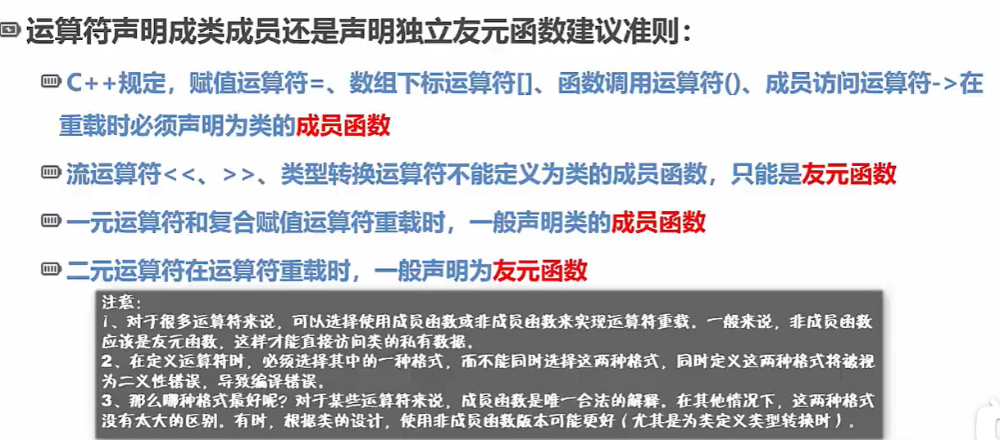 运算符声明成类成员还是声明独立友元函数建议准则：
C++规定，赋值运算符=、数组下标运算符[]、函数调用运算符()、成员访问运算符->在
重载时必须声明为类的成员函数
流运算符<<、>>、类型转换运算符不能定义为类的成员函数，只能是友元函数
一元运算符和复合赋值运算符重载时，一般声明类的成员函数
二元运算符在运算符重载时，一般声明为友元函数
注意：
1、对于很多运算符来说，可以选择使用成员函数或非成员函数来实现运算符重载。一般来说，非成员函数
应该是友元函数，这样才能直接访问类的私有数据。
2、在定义运算符时，必须选择其中的一种格式，而不能同时选择这两种格式，同时定义这两种格式将被视
为二义性错误，导致编译错误。
3、那么哪种格式最好呢？对于某些运算符来说，成员函数是唯一合法的解释。在其他情况下，这两种格式
没有太大的区别。有时，根据类的设计，使用非成员函数版本可能更好（尤其是为类定义类型转换时）。